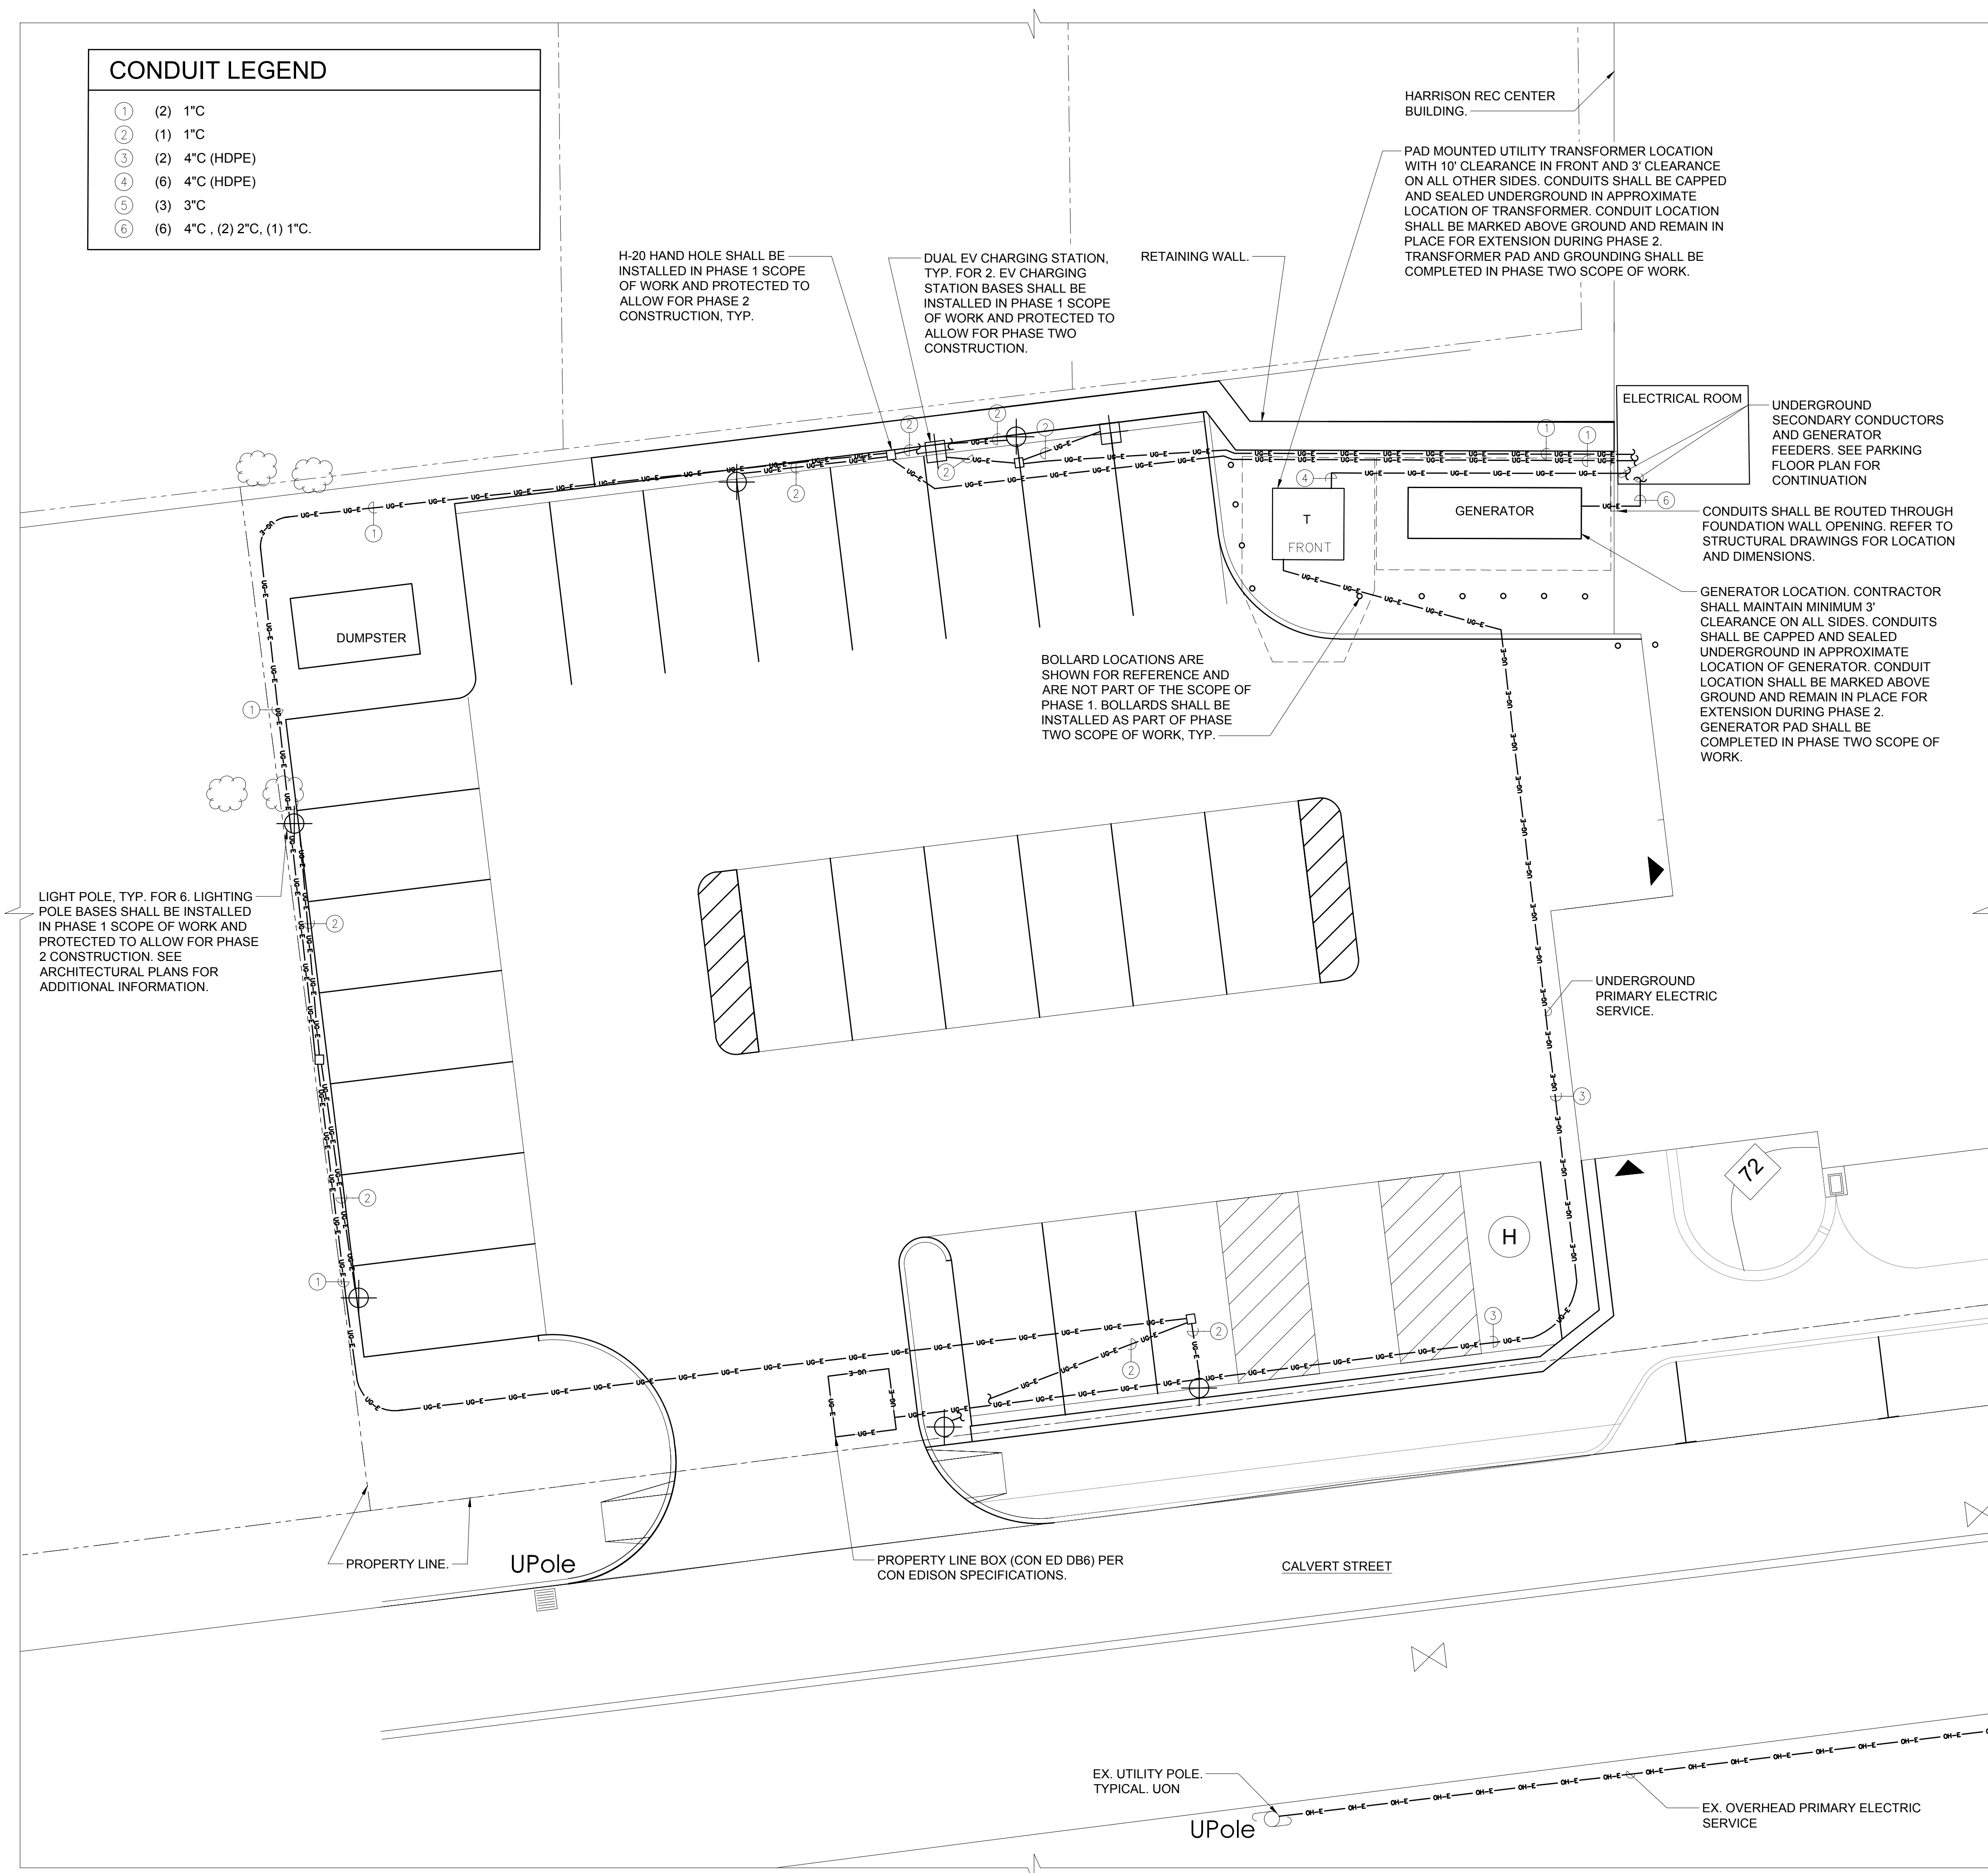 CONDUIT LEGEND
1 (2) 1"C
2 (1) 1"C
3 (2) 4"C (HDPE)
4 (6) 4"C (HDPE)
5 (3) 3"C
6 (6) 4"C , (2) 2"C, (1) 1"C.
HARRISON REC CENTER
BUILDING.
PAD MOUNTED UTILITY TRANSFORMER LOCATION
WITH 10' CLEARANCE IN FRONT AND 3' CLEARANCE
ON ALL OTHER SIDES. CONDUITS SHALL BE CAPPED
AND SEALED UNDERGROUND IN APPROXIMATE
LOCATION OF TRANSFORMER. CONDUIT LOCATION
SHALL BE MARKED ABOVE GROUND AND REMAIN IN
PLACE FOR EXTENSION DURING PHASE 2.
TRANSFORMER PAD AND GROUNDING SHALL BE
COMPLETED IN PHASE TWO SCOPE OF WORK.
H-20 HAND HOLE SHALL BE
INSTALLED IN PHASE 1 SCOPE
OF WORK AND PROTECTED TO
ALLOW FOR PHASE 2
CONSTRUCTION, TYP.
DUAL EV CHARGING STATION,
TYP. FOR 2. EV CHARGING
STATION BASES SHALL BE
INSTALLED IN PHASE 1 SCOPE
OF WORK AND PROTECTED TO
ALLOW FOR PHASE TWO
CONSTRUCTION.
RETAINING WALL.
ELECTRICAL ROOM
UNDERGROUND
SECONDARY CONDUCTORS
AND GENERATOR
FEEDERS. SEE PARKING
FLOOR PLAN FOR
CONTINUATION
T
FRONT
GENERATOR
CONDUITS SHALL BE ROUTED THROUGH
FOUNDATION WALL OPENING. REFER TO
STRUCTURAL DRAWINGS FOR LOCATION
AND DIMENSIONS.
GENERATOR LOCATION. CONTRACTOR
SHALL MAINTAIN MINIMUM 3'
CLEARANCE ON ALL SIDES. CONDUITS
SHALL BE CAPPED AND SEALED
UNDERGROUND IN APPROXIMATE
LOCATION OF GENERATOR. CONDUIT
LOCATION SHALL BE MARKED ABOVE
GROUND AND REMAIN IN PLACE FOR
EXTENSION DURING PHASE 2.
GENERATOR PAD SHALL BE
COMPLETED IN PHASE TWO SCOPE OF
WORK.
DUMPSTER
BOLLARD LOCATIONS ARE
SHOWN FOR REFERENCE AND
ARE NOT PART OF THE SCOPE OF
PHASE 1. BOLLARDS SHALL BE
INSTALLED AS PART OF PHASE
TWO SCOPE OF WORK, TYP.
LIGHT POLE, TYP. FOR 6. LIGHTING
POLE BASES SHALL BE INSTALLED
IN PHASE 1 SCOPE OF WORK AND
PROTECTED TO ALLOW FOR PHASE
2 CONSTRUCTION. SEE
ARCHITECTURAL PLANS FOR
ADDITIONAL INFORMATION.
UNDERGROUND
PRIMARY ELECTRIC
SERVICE.
72
H
PROPERTY LINE.
UPole
PROPERTY LINE BOX (CON ED DB6) PER
CON EDISON SPECIFICATIONS.
CALVERT STREET
EX. UTILITY POLE.
TYPICAL. UON
UPole
EX. OVERHEAD PRIMARY ELECTRIC
SERVICE